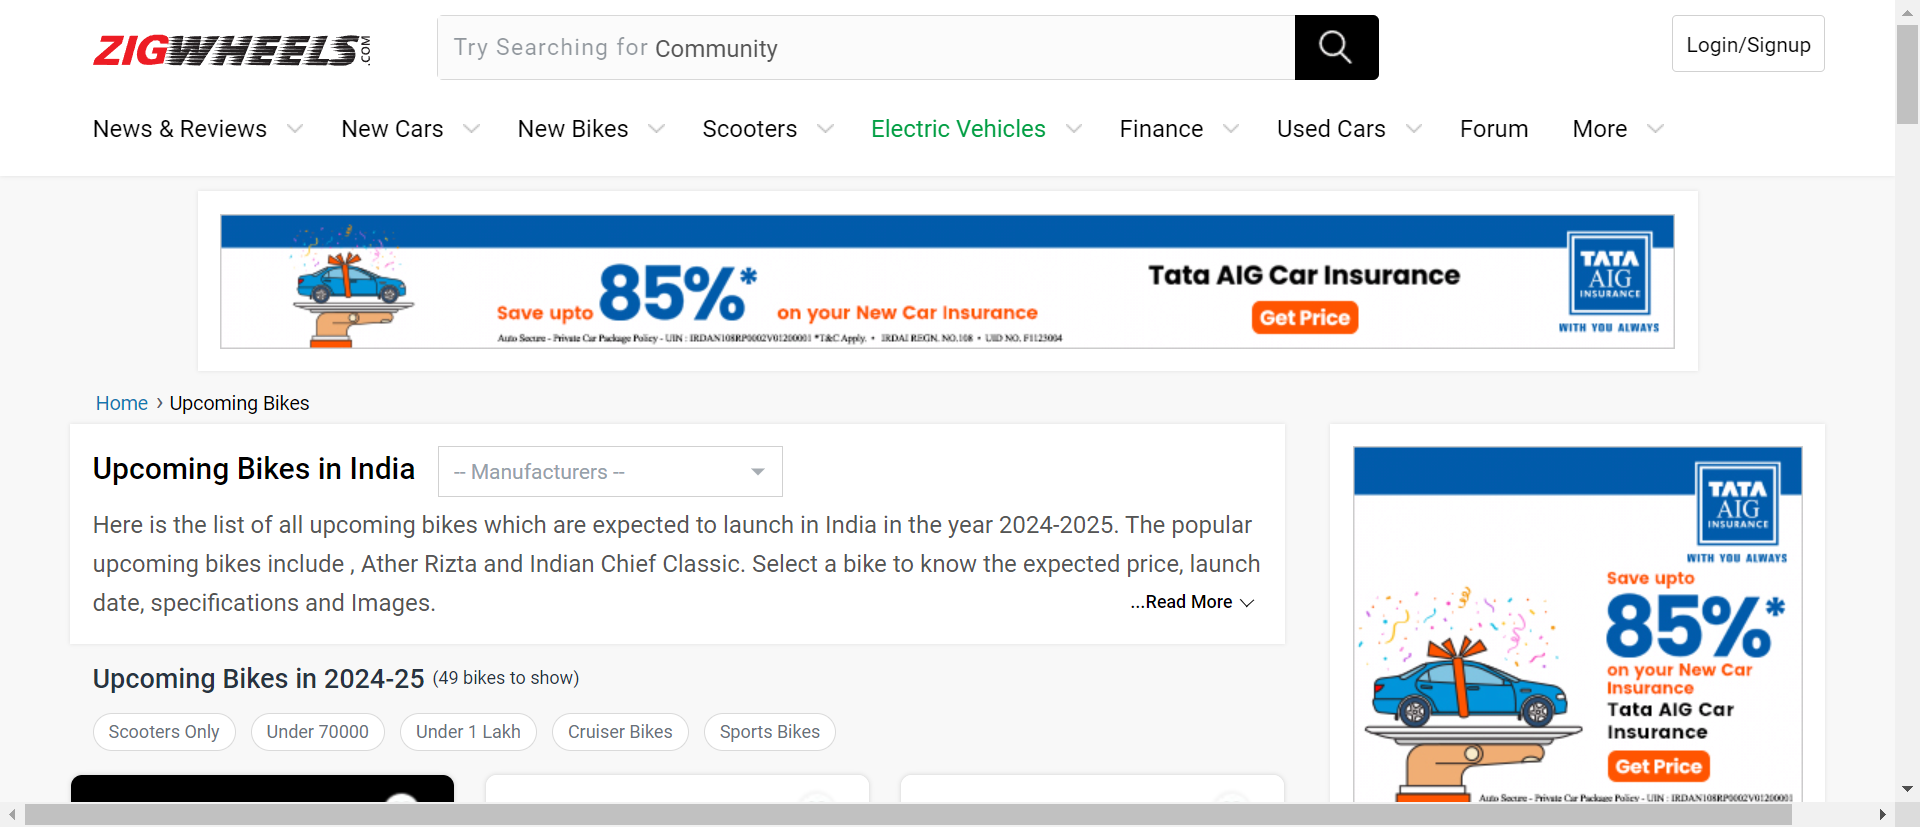 ZIGWHEELS.COM
Try Searching for Community
Login/Signup
News & Reviews
New Cars
New Bikes
Scooters
Electric Vehicles
Finance
Used Cars
Forum
More
Save upto 85%* on your New Car Insurance
Auto Secure - Private Car Package Policy - UIN : IRDAN108RP0002V01200001 *T&C Apply. • IRDAI REGN. NO.108 • UID NO. F1123004
Tata AIG Car Insurance
Get Price
TATA
AIG
INSURANCE
WITH YOU ALWAYS
Home › Upcoming Bikes
Upcoming Bikes in India
-- Manufacturers --
Here is the list of all upcoming bikes which are expected to launch in India in the year 2024-2025. The popular
upcoming bikes include , Ather Rizta and Indian Chief Classic. Select a bike to know the expected price, launch
date, specifications and Images.
...Read More
Upcoming Bikes in 2024-25 (49 bikes to show)
Scooters Only
Under 70000
Under 1 Lakh
Cruiser Bikes
Sports Bikes
TATA
AIG
INSURANCE
WITH YOU ALWAYS
Save upto
85%*
on your New Car
Insurance
Tata AIG Car
Insurance
Get Price
Auto Secure - Private Car Package Policy - UIN : IRDAN108RP0002V01200001